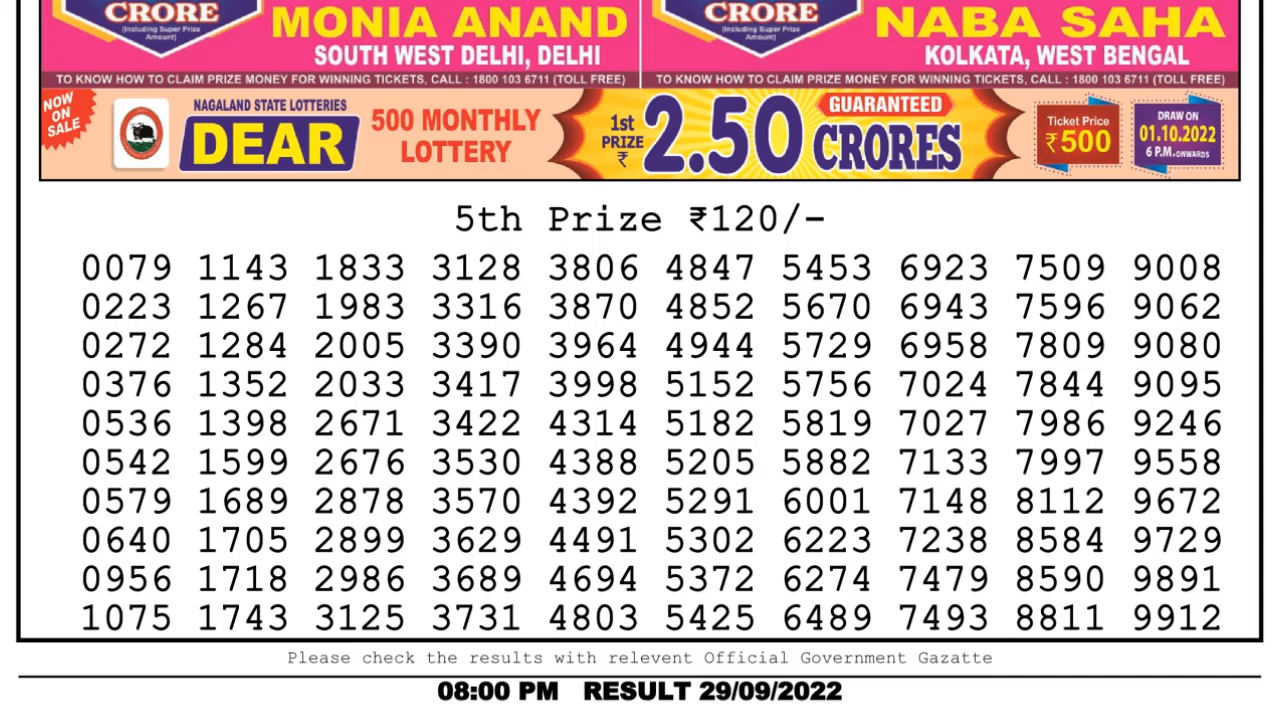 CRORE
(Including Super Prize
Amount)
MONIA ANAND
SOUTH WEST DELHI, DELHI
CRORE
(Including Super Prize
Amount)
NABA SAHA
KOLKATA, WEST BENGAL
TO KNOW HOW TO CLAIM PRIZE MONEY FOR WINNING TICKETS, CALL : 1800 103 6711 (TOLL FREE)
TO KNOW HOW TO CLAIM PRIZE MONEY FOR WINNING TICKETS, CALL : 1800 103 6711 (TOLL FREE)
NOW
ON
SALE
NAGALAND STATE LOTTERIES
DEAR
500 MONTHLY
LOTTERY
1st
PRIZE
₹
2.50
GUARANTEED
CRORES
Ticket Price
₹500
DRAW ON
01.10.2022
6 P.M.ONWARDS
5th Prize ₹120/-
0079 1143 1833 3128 3806 4847 5453 6923 7509 9008
0223 1267 1983 3316 3870 4852 5670 6943 7596 9062
0272 1284 2005 3390 3964 4944 5729 6958 7809 9080
0376 1352 2033 3417 3998 5152 5756 7024 7844 9095
0536 1398 2671 3422 4314 5182 5819 7027 7986 9246
0542 1599 2676 3530 4388 5205 5882 7133 7997 9558
0579 1689 2878 3570 4392 5291 6001 7148 8112 9672
0640 1705 2899 3629 4491 5302 6223 7238 8584 9729
0956 1718 2986 3689 4694 5372 6274 7479 8590 9891
1075 1743 3125 3731 4803 5425 6489 7493 8811 9912
Please check the results with relevent Official Government Gazatte
08:00 PM RESULT 29/09/2022